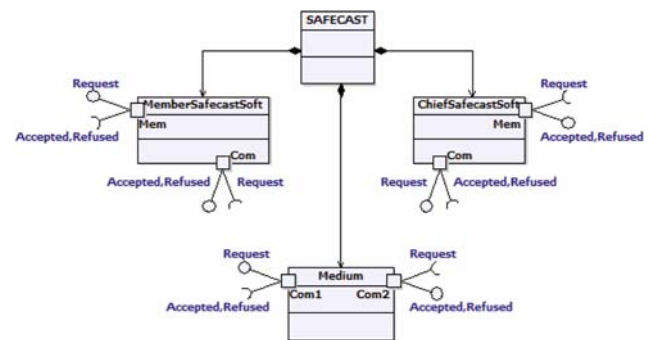 SAFECAST
Request
MemberSafecastSoft
Mem
Accepted,Refused
Com
Accepted,Refused
Request
ChiefSafecastSoft
Request
Mem
Accepted,Refused
Com
Request
Accepted,Refused
Request
Medium
Request
Com1
Com2
Accepted,Refused
Accepted,Refused